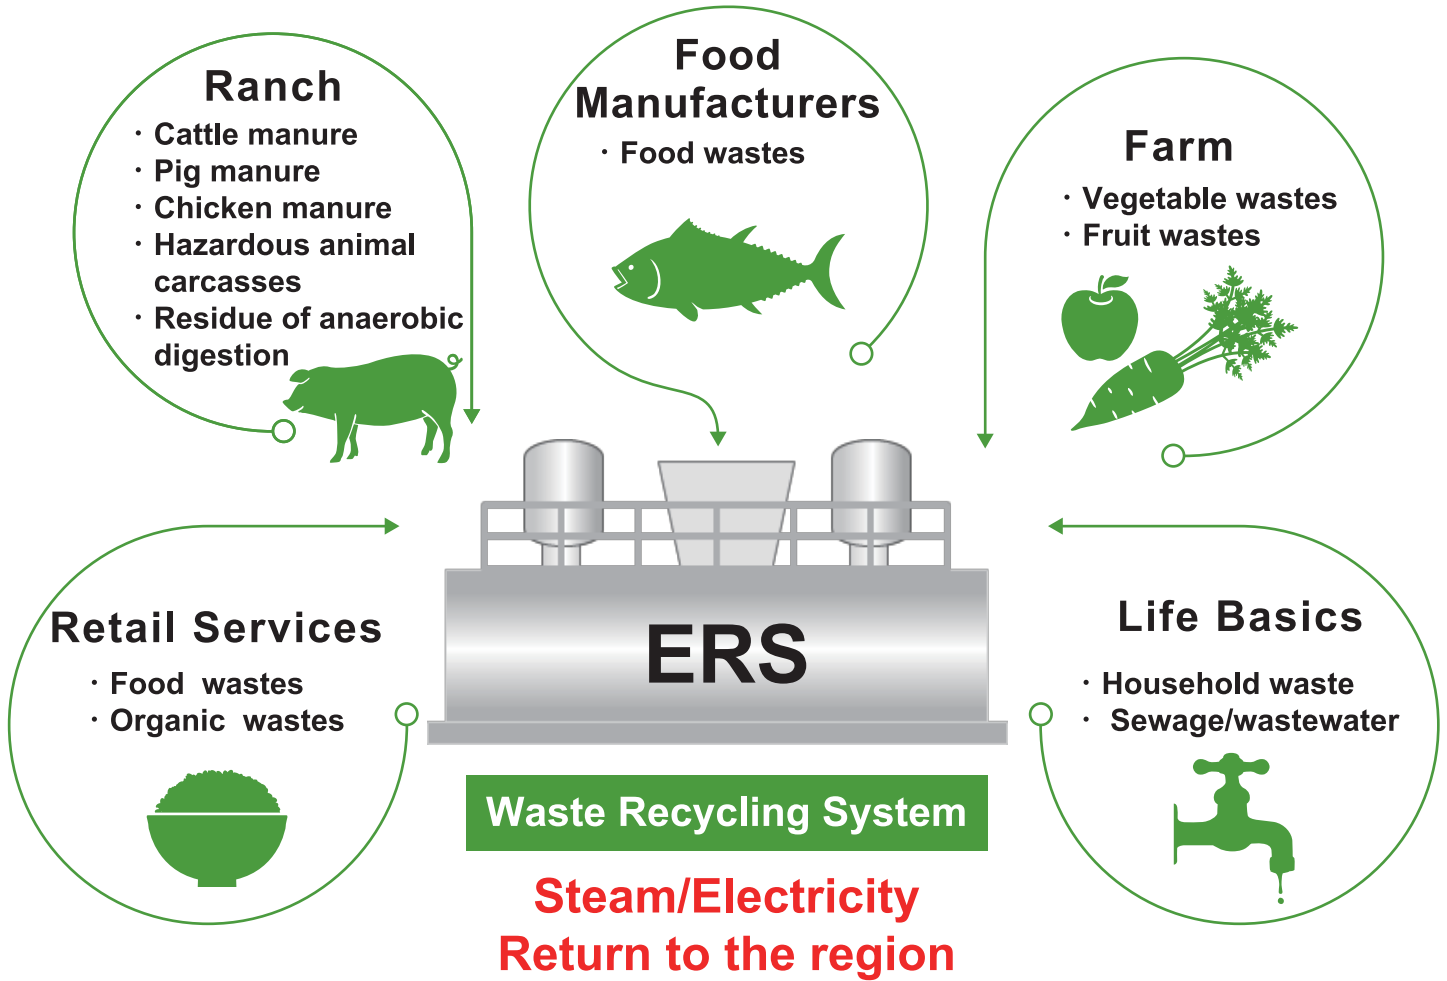 Ranch
· Cattle manure
· Pig manure
· Chicken manure
· Hazardous animal
carcasses
· Residue of anaerobic
digestion
Food
Manufacturers
· Food wastes
Farm
· Vegetable wastes
· Fruit wastes
Retail Services
· Food wastes
· Organic wastes
ERS
Life Basics
· Household waste
· Sewage/wastewater
Waste Recycling System
Steam/Electricity
Return to the region